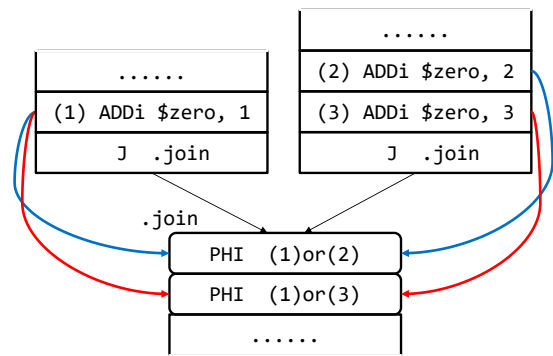 ......
(1) ADDi $zero, 1
J .join
......
(2) ADDi $zero, 2
(3) ADDi $zero, 3
J .join
.join
PHI (1)or(2)
PHI (1)or(3)
......